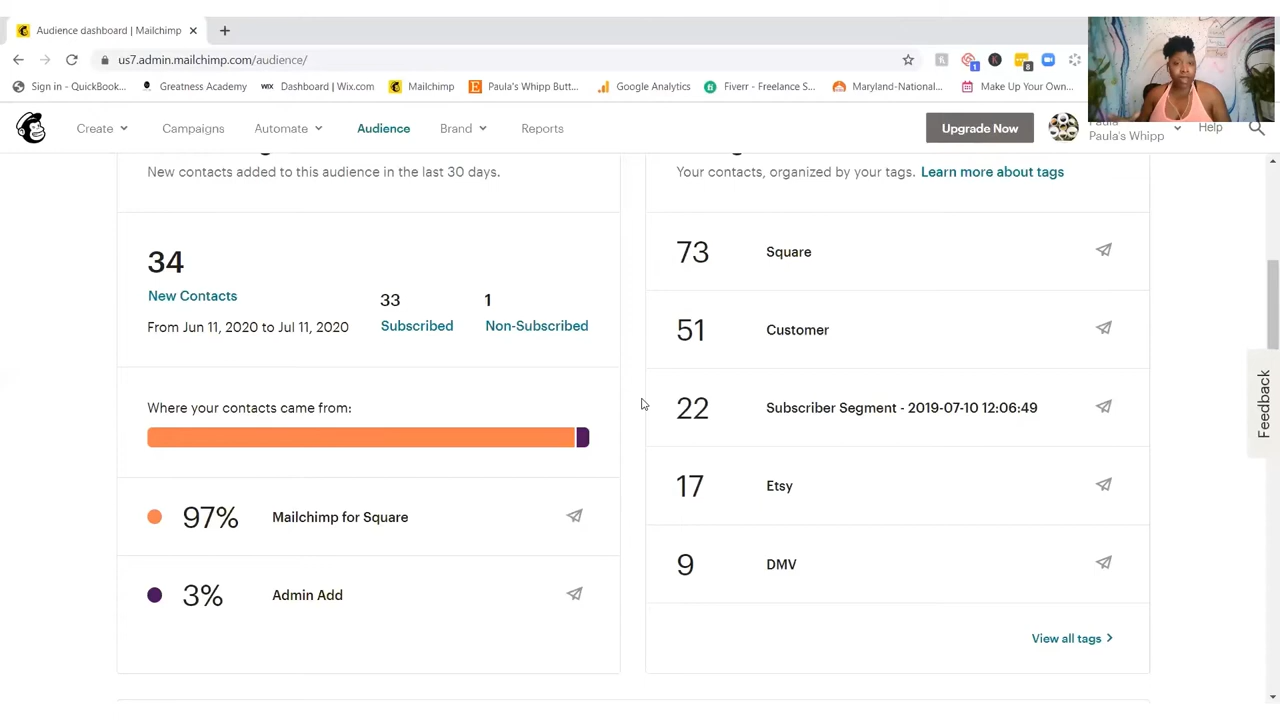 Audience dashboard | Mailchimp
us7.admin.mailchimp.com/audience/
Sign in - QuickBook...
Greatness Academy
WIX Dashboard | Wix.com
Mailchimp
Paula's Whipp Butt...
Google Analytics
Fiverr - Freelance S...
Maryland-National...
Make Up Your Own...
Create
Campaigns
Automate
Audience
Brand
Reports
Upgrade Now
Paula
Paula's Whipp
Help
New contacts added to this audience in the last 30 days.
34
New Contacts
From Jun 11, 2020 to Jul 11, 2020
33
Subscribed
1
Non-Subscribed
Where your contacts came from:
97% Mailchimp for Square
3% Admin Add
Your contacts, organized by your tags. Learn more about tags
73 Square
51 Customer
22 Subscriber Segment - 2019-07-10 12:06:49
17 Etsy
9 DMV
View all tags
Feedback